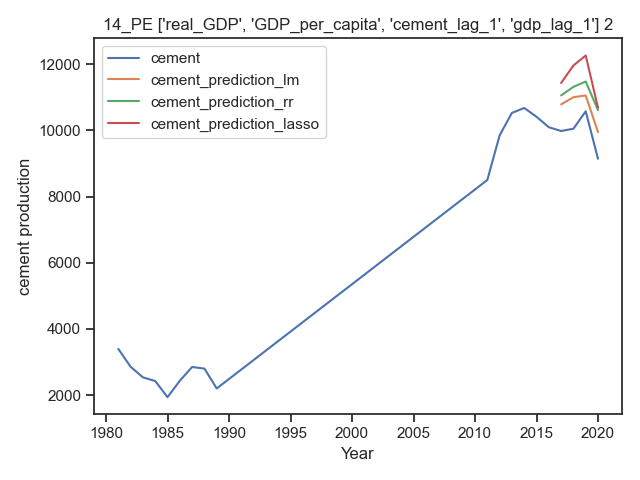 14_PE ['real_GDP', 'GDP_per_capita', 'cement_lag_1', 'gdp_lag_1'] 2
cement
cement_prediction_lm
cement_prediction_rr
cement_prediction_lasso
cement production
12000
10000
8000
6000
4000
2000
1980 1985 1990 1995 2000 2005 2010 2015 2020
Year